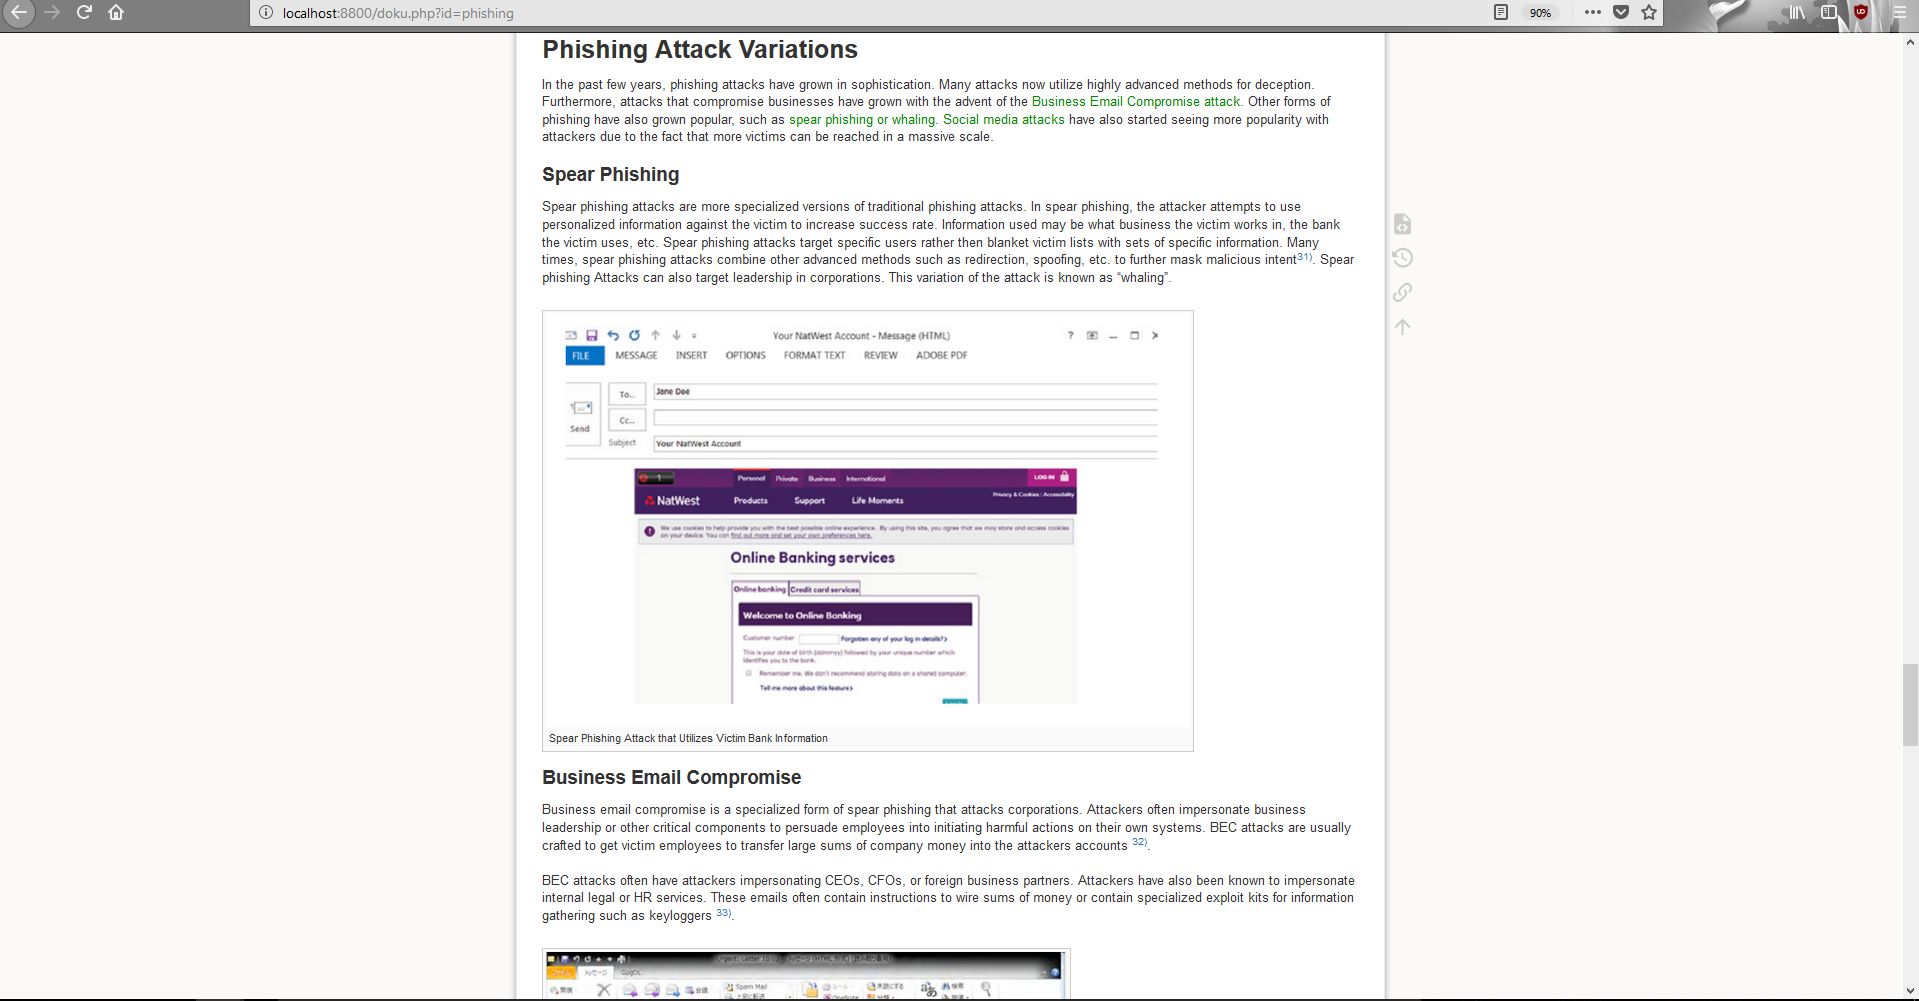 localhost:8800/doku.php?id=phishing
90%
Phishing Attack Variations
In the past few years, phishing attacks have grown in sophistication. Many attacks now utilize highly advanced methods for deception.
Furthermore, attacks that compromise businesses have grown with the advent of the Business Email Compromise attack. Other forms of
phishing have also grown popular, such as spear phishing or whaling. Social media attacks have also started seeing more popularity with
attackers due to the fact that more victims can be reached in a massive scale.
Spear Phishing
Spear phishing attacks are more specialized versions of traditional phishing attacks. In spear phishing, the attacker attempts to use
personalized information against the victim to increase success rate. Information used may be what business the victim works in, the bank
the victim uses, etc. Spear phishing attacks target specific users rather then blanket victim lists with sets of specific information. Many
times, spear phishing attacks combine other advanced methods such as redirection, spoofing, etc. to further mask malicious intent31). Spear
phishing Attacks can also target leadership in corporations. This variation of the attack is known as “whaling”.
Your NatWest Account - Message (HTML)
FILE MESSAGE INSERT OPTIONS FORMAT TEXT REVIEW ADOBE PDF
To... Jane Doe
Cc...
Send
Subject Your NatWest Account
1 Personal Private Business International LOG IN
NatWest Products Support Life Moments Privacy & Cookies | Accessibility
We use cookies to help provide you with the best possible online experience. By using this site, you agree that we may store and access cookies
on your device. You can find out more and set your own preferences here.
Online Banking services
Online banking Credit card services
Welcome to Online Banking
Customer number Forgotten any of your log in details?
This is your date of birth (ddmmyy) followed by your unique number which
identifies you to the bank.
Remember me. We don't recommend storing data on a shared computer.
Tell me more about this feature
Spear Phishing Attack that Utilizes Victim Bank Information
Business Email Compromise
Business email compromise is a specialized form of spear phishing that attacks corporations. Attackers often impersonate business
leadership or other critical components to persuade employees into initiating harmful actions on their own systems. BEC attacks are usually
crafted to get victim employees to transfer large sums of company money into the attackers accounts 32).
BEC attacks often have attackers impersonating CEOs, CFOs, or foreign business partners. Attackers have also been known to impersonate
internal legal or HR services. These emails often contain instructions to wire sums of money or contain specialized exploit kits for information
gathering such as keyloggers 33).
メッセージ GpgOL
Spam Mail
OneNote